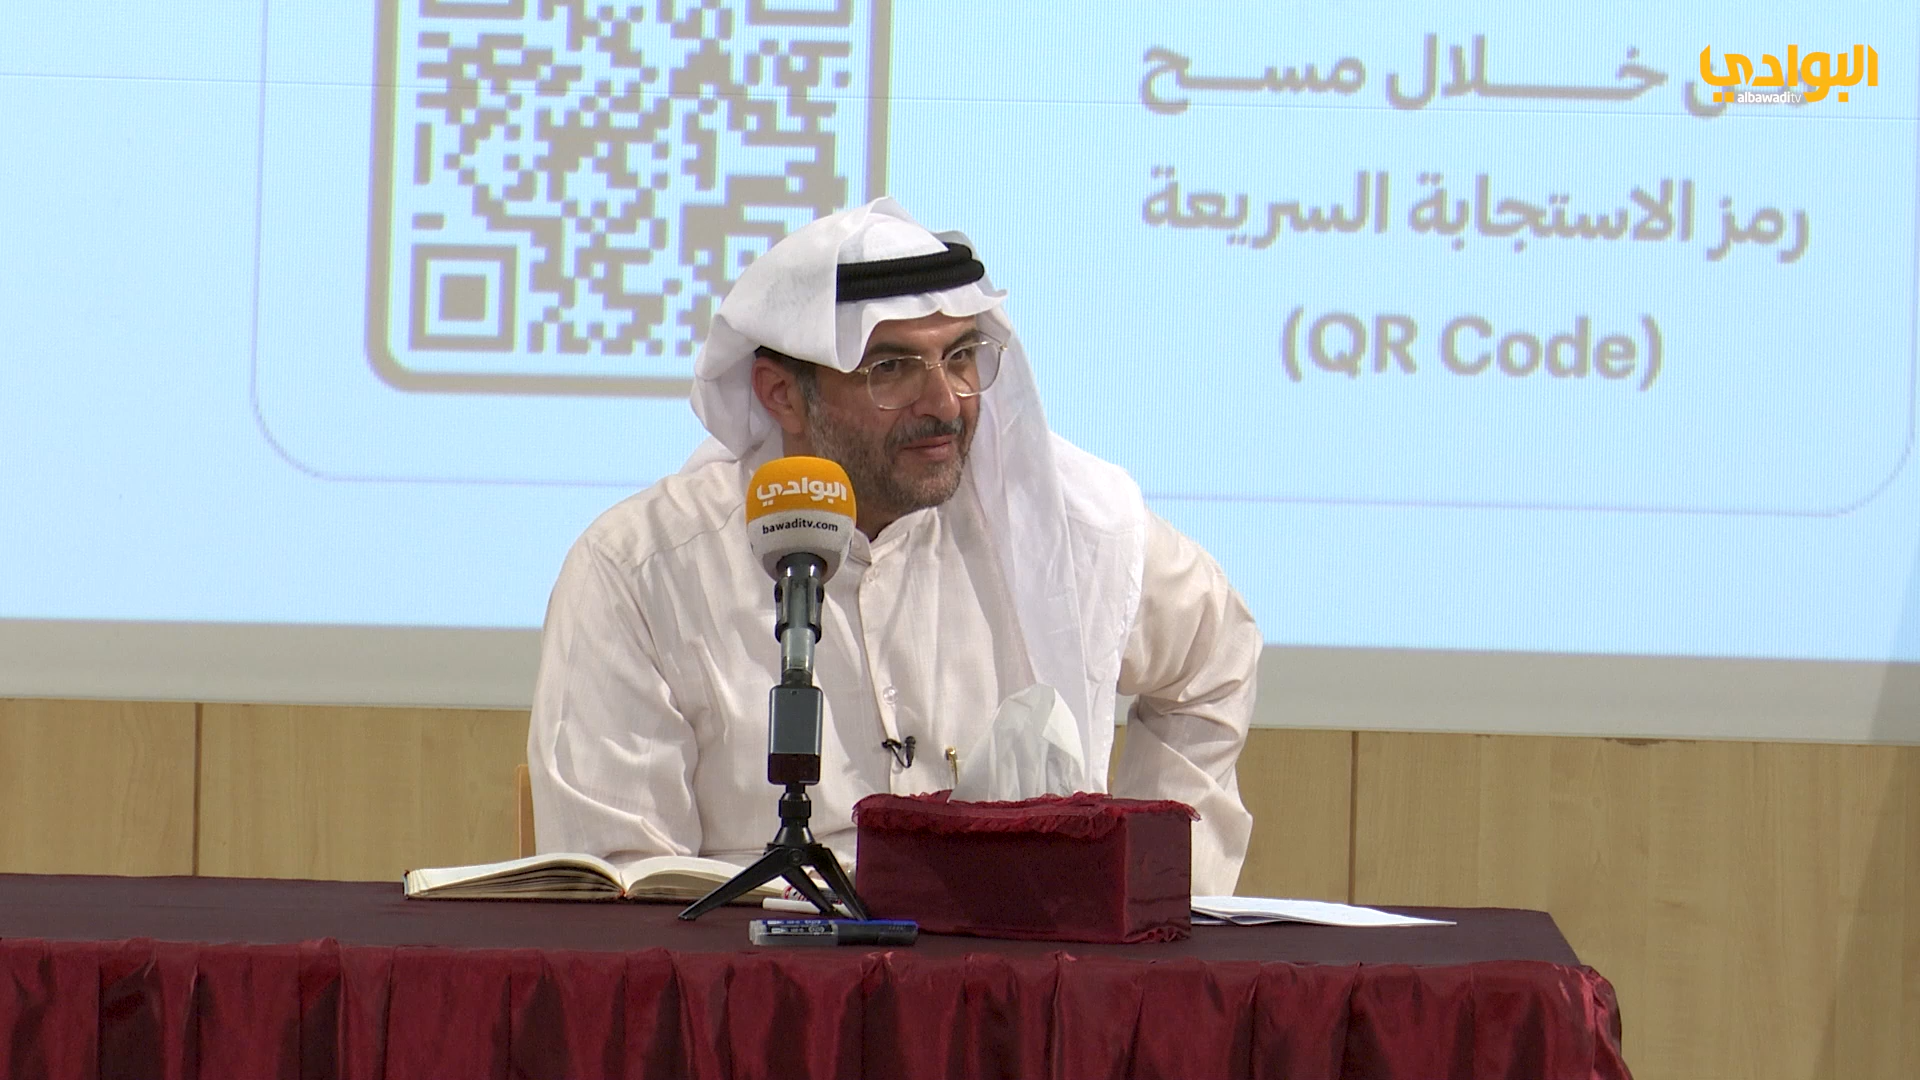 البوادي
albawaditv
خلال مسح
رمز الاستجابة السريعة
(QR Code)
البوادي
bawaditv.com